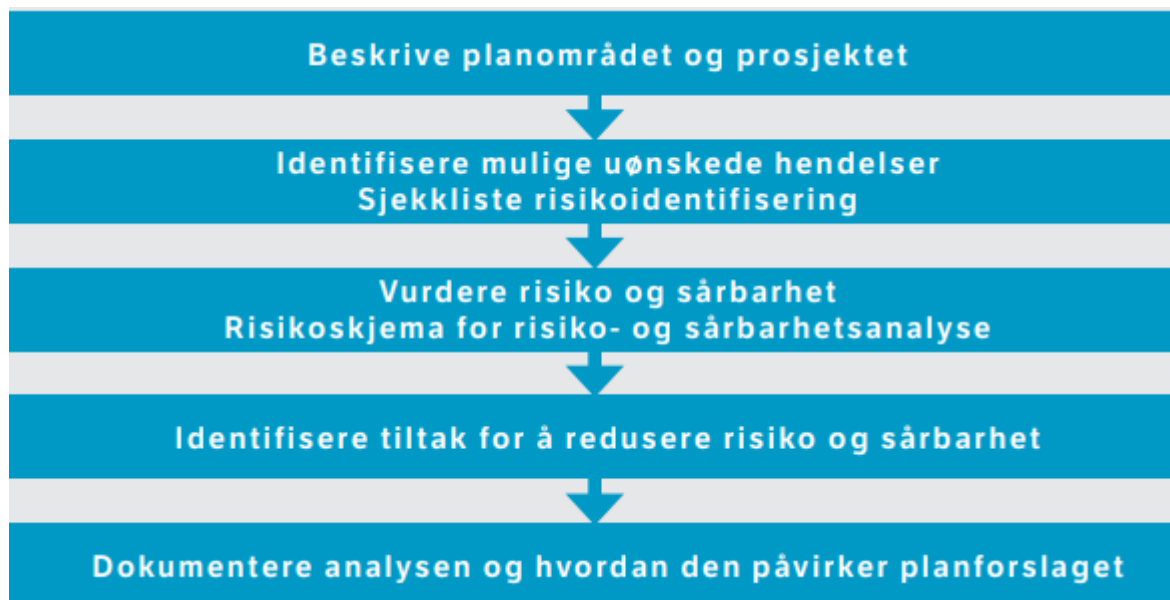 Beskrive planområdet og prosjektet
Identifisere mulige uønskede hendelser
Sjekkliste risikoidentifisering
Vurdere risiko og sårbarhet
Risikoskjema for risiko- og sårbarhetsanalyse
Identifisere tiltak for å redusere risiko og sårbarhet
Dokumentere analysen og hvordan den påvirker planforslaget